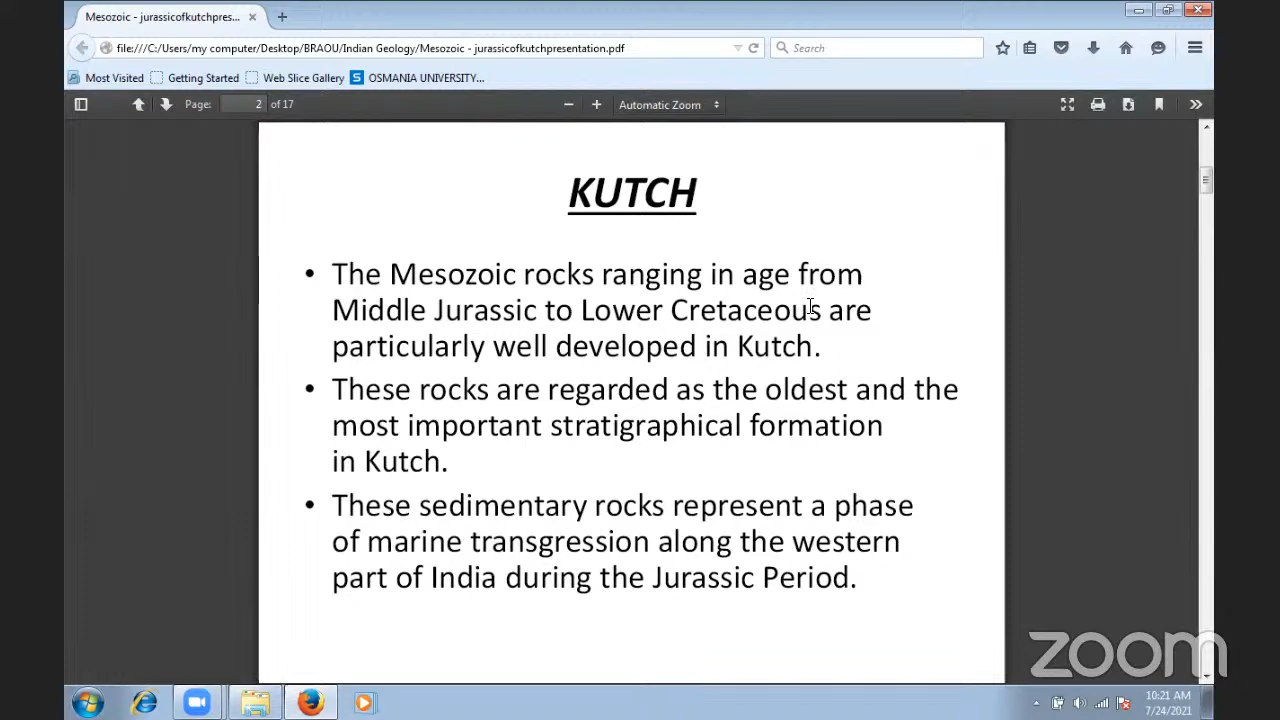 Mesozoic - jurassicofkutchpres...
file:///C:/Users/my computer/Desktop/BRAOU/Indian Geology/Mesozoic - jurassicofkutchpresentation.pdf
Search
Most Visited Getting Started Web Slice Gallery OSMANIA UNIVERSITY...
Page: 2 of 17
Automatic Zoom
KUTCH
• The Mesozoic rocks ranging in age from
Middle Jurassic to Lower Cretaceous are
particularly well developed in Kutch.
• These rocks are regarded as the oldest and the
most important stratigraphical formation
in Kutch.
• These sedimentary rocks represent a phase
of marine transgression along the western
part of India during the Jurassic Period.
zoom
10:21 AM
7/24/2021